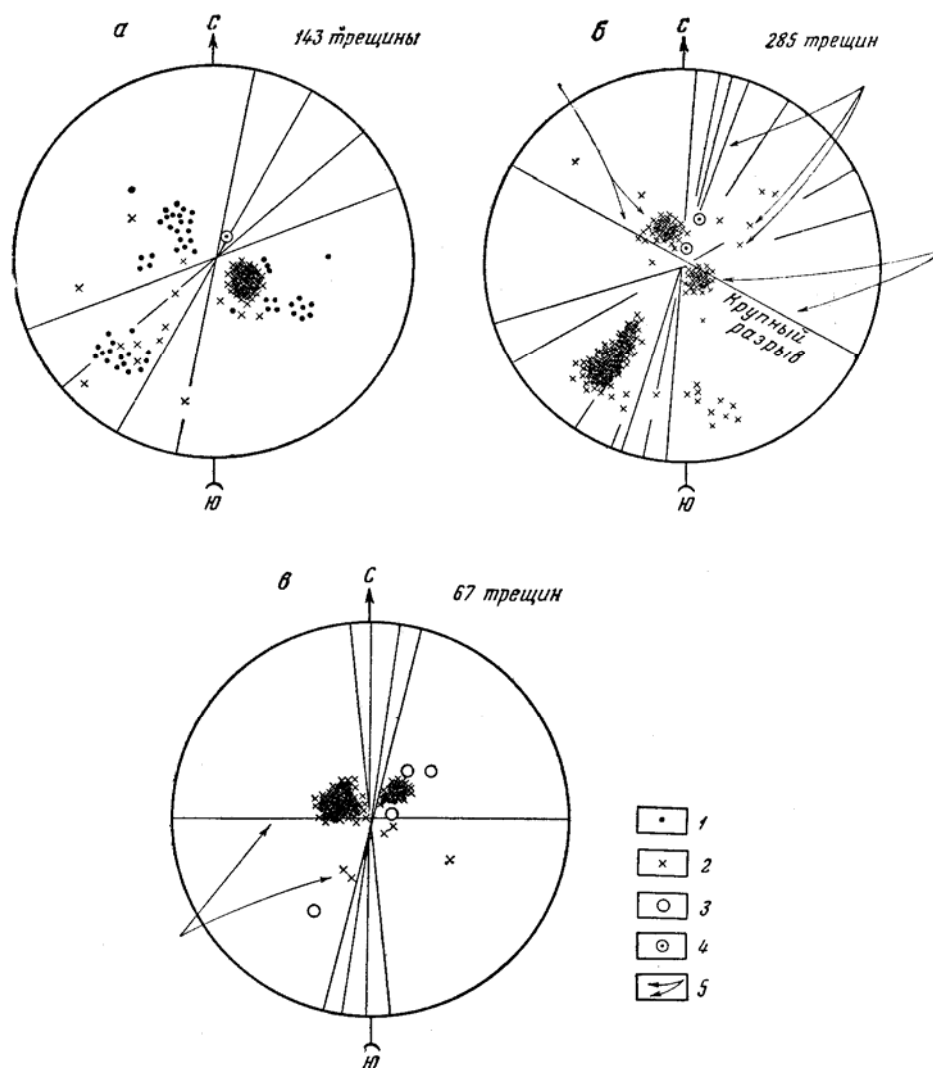 а
С
143 трещины
Ю
б
С
285 трещин
Крупный
разрыв
Ю
в
С
67 трещин
Ю
1
2
3
4
5